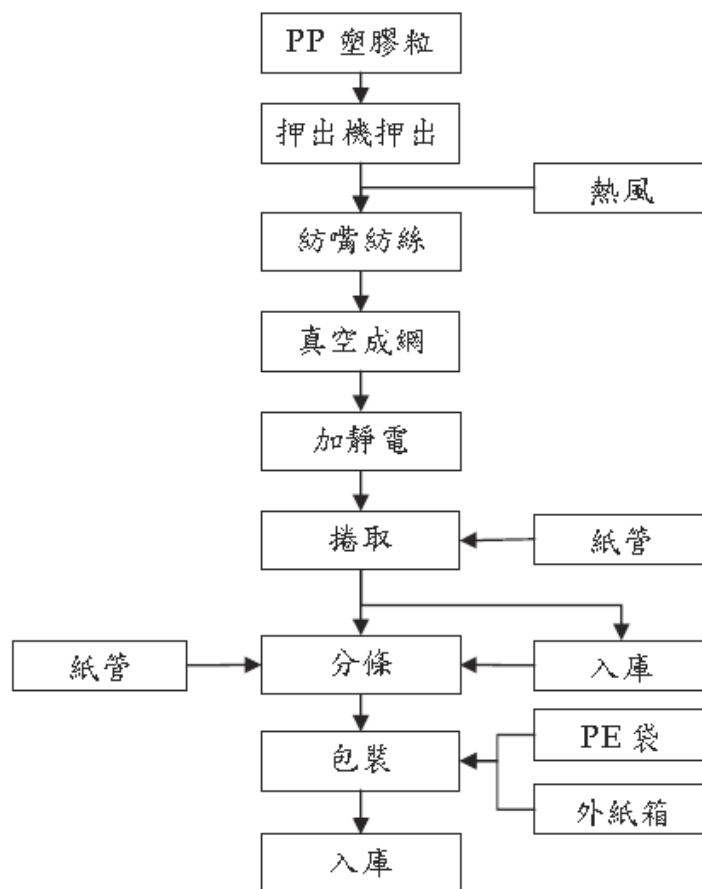 PP 塑膠粒
押出機押出
熱風
紡嘴紡絲
真空成網
加靜電
捲取
紙管
紙管
分條
入庫
PE 袋
包裝
外紙箱
入庫